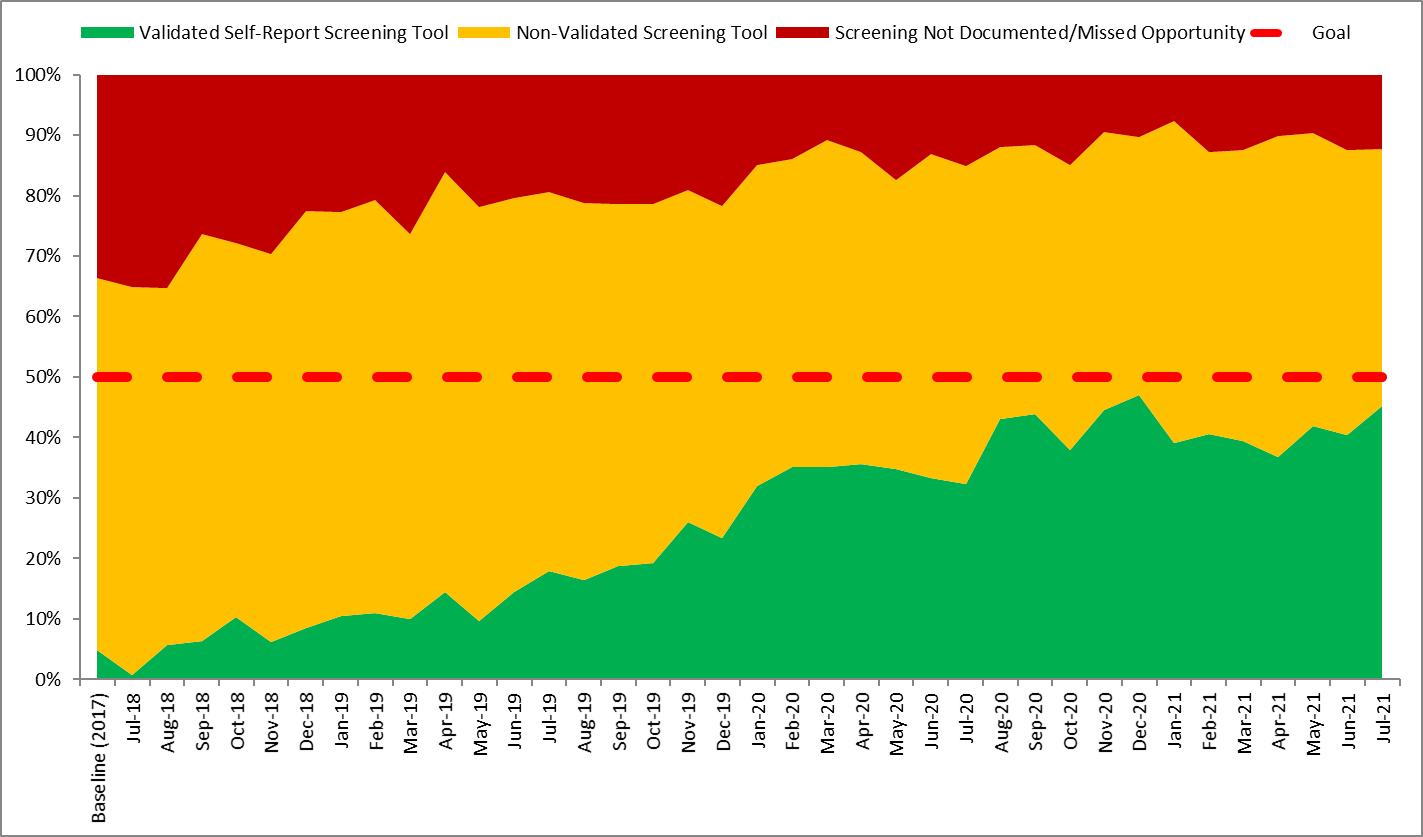 Validated Self-Report Screening Tool Non-Validated Screening Tool Screening Not Documented/Missed Opportunity Goal
100%
90%
80%
70%
60%
50%
40%
30%
20%
10%
0%
Baseline (2017)
Jul-18
Aug-18
Sep-18
Oct-18
Nov-18
Dec-18
Jan-19
Feb-19
Mar-19
Apr-19
May-19
Jun-19
Jul-19
Aug-19
Sep-19
Oct-19
Nov-19
Dec-19
Jan-20
Feb-20
Mar-20
Apr-20
May-20
Jun-20
Jul-20
Aug-20
Sep-20
Oct-20
Nov-20
Dec-20
Jan-21
Feb-21
Mar-21
Apr-21
May-21
Jun-21
Jul-21